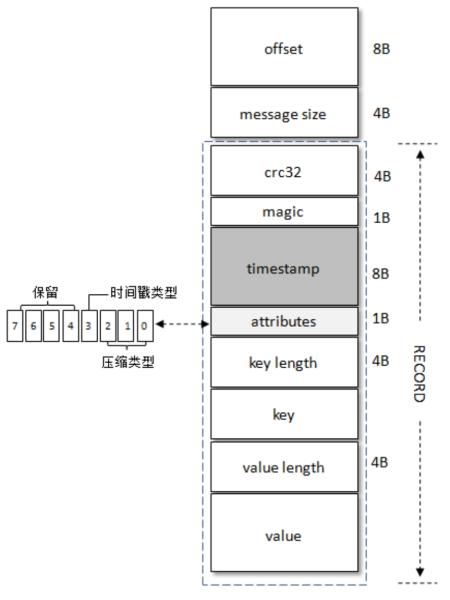 offset 8B
message size 4B
crc32 4B
magic 1B
timestamp 8B
保留 时间戳类型
7 6 5 4 3 2 1 0
压缩类型
attributes 1B
key length 4B
key
value length 4B
value
RECORD